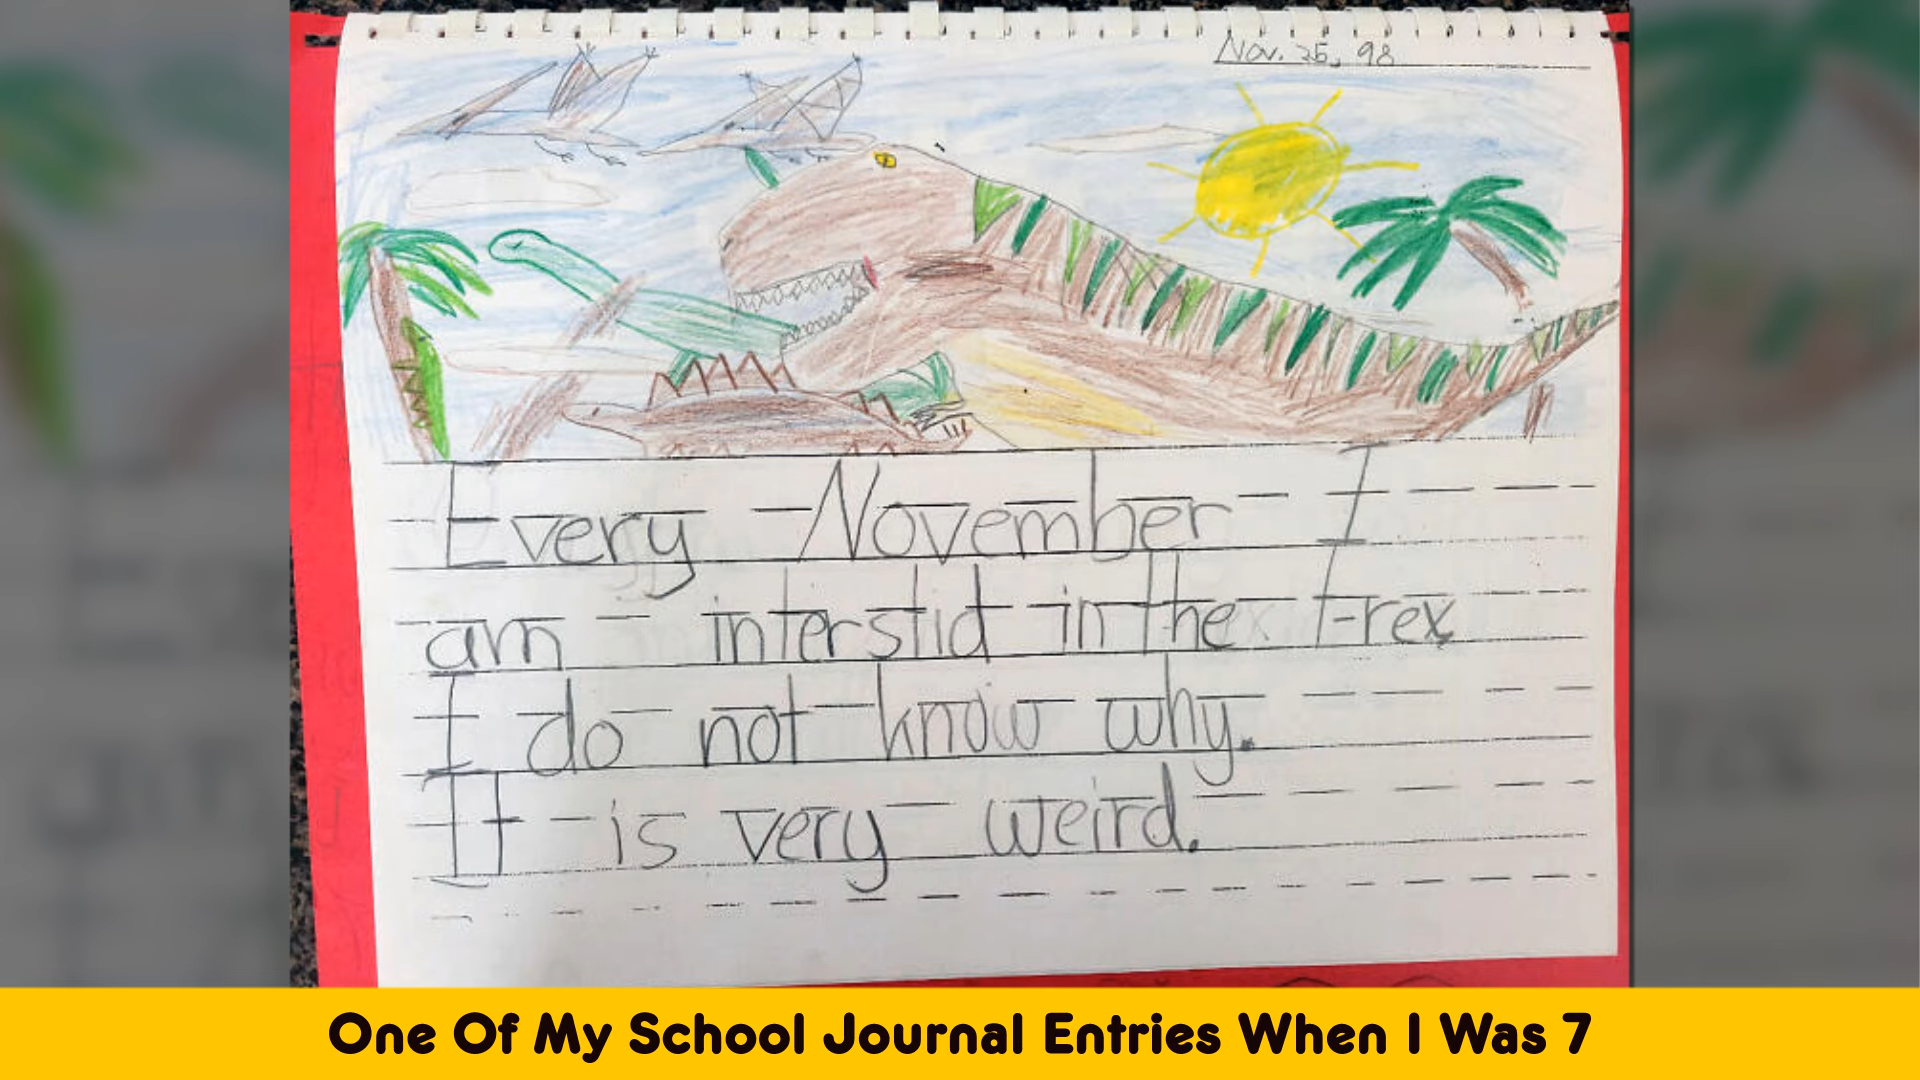 Nov. 25, 98
Every November I
am interstid in the t-rex
I do not know why.
It is very weird.
One Of My School Journal Entries When I Was 7